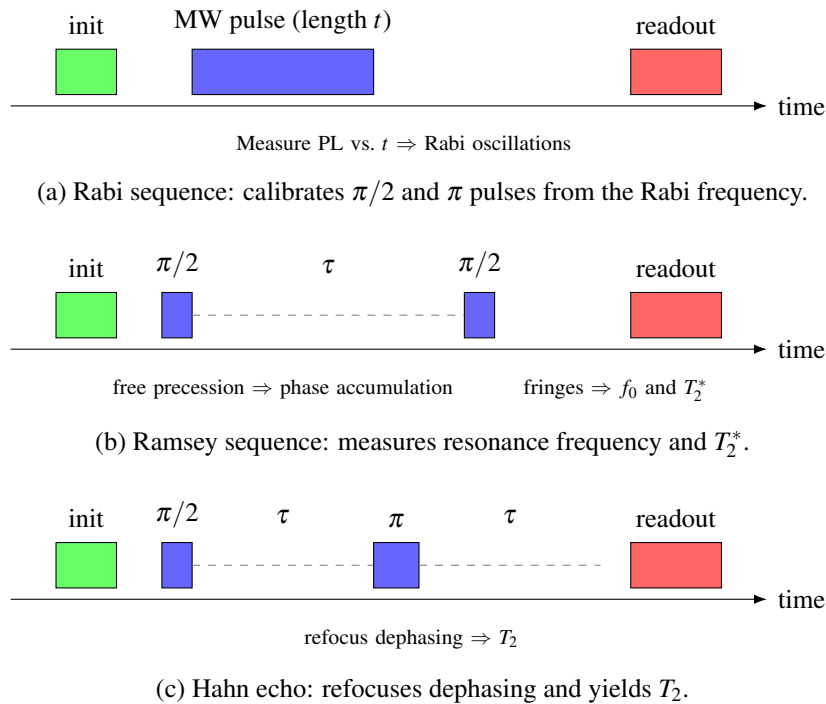 init MW pulse (length t) readout
time
Measure PL vs. t ⇒ Rabi oscillations
(a) Rabi sequence: calibrates π/2 and π pulses from the Rabi frequency.
init π/2 τ π/2 readout
time
free precession ⇒ phase accumulation fringes ⇒ f₀ and T₂*
(b) Ramsey sequence: measures resonance frequency and T₂*.
init π/2 τ π τ readout
time
refocus dephasing ⇒ T₂
(c) Hahn echo: refocuses dephasing and yields T₂.